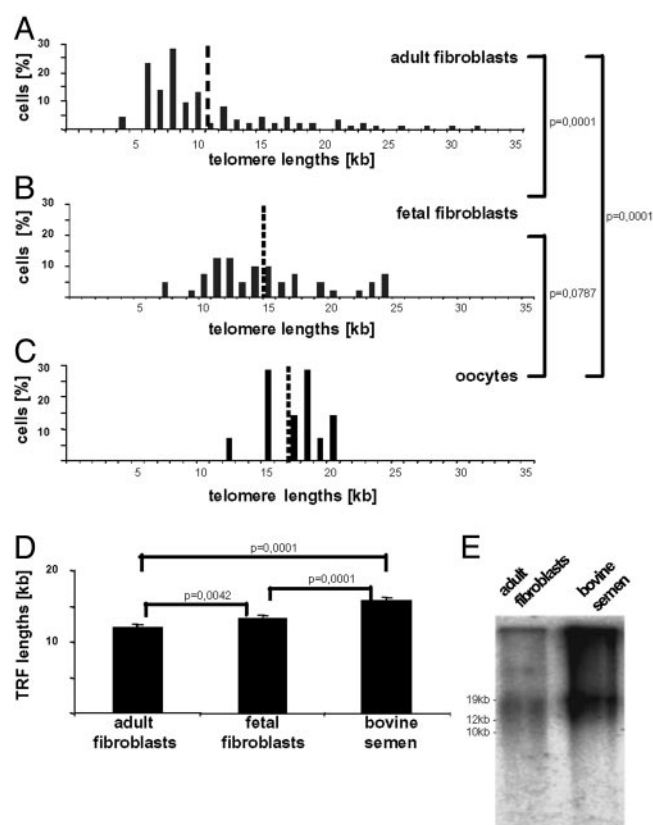 A
30
20
10
cells [%]
adult fibroblasts
5 10 15 20 25 30 35
telomere lengths [kb]
p=0,0001
B
30
20
10
cells [%]
fetal fibroblasts
5 10 15 20 25 30 35
telomere lengths [kb]
p=0,0001
p=0,0787
C
30
20
10
cells [%]
oocytes
5 10 15 20 25 30 35
telomere lengths [kb]
D
20
10
TRF lengths [kb]
p=0,0001
p=0,0042
p=0,0001
adult
fibroblasts
fetal
fibroblasts
bovine
semen
E
adult
fibroblasts
bovine
semen
19kb
12kb
10kb